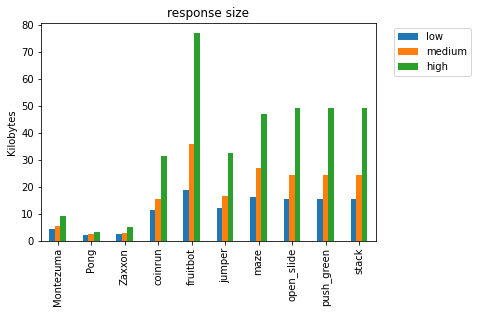 response size
low
medium
high
Kilobytes
80
70
60
50
40
30
20
10
0
Montezuma
Pong
Zaxxon
coinrun
fruitbot
jumper
maze
open_slide
push_green
stack